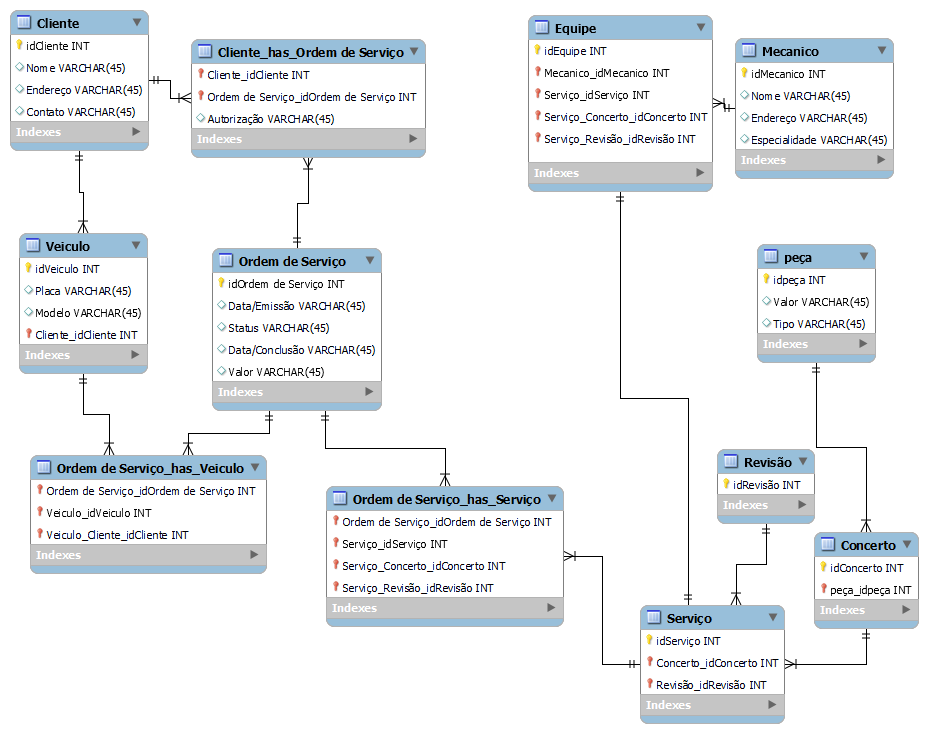 Cliente
idCliente INT
Nome VARCHAR(45)
Endereço VARCHAR(45)
Contato VARCHAR(45)
Indexes
Cliente_has_Ordem de Serviço
Cliente_idCliente INT
Ordem de Serviço_idOrdem de Serviço INT
Autorização VARCHAR(45)
Indexes
Equipe
idEquipe INT
Mecanico_idMecanico INT
Serviço_idServiço INT
Serviço_Concerto_idConcerto INT
Serviço_Revisão_idRevisão INT
Indexes
Mecanico
idMecanico INT
Nome VARCHAR(45)
Endereço VARCHAR(45)
Especialidade VARCHAR(45)
Indexes
Veiculo
idVeiculo INT
Placa VARCHAR(45)
Modelo VARCHAR(45)
Cliente_idCliente INT
Indexes
Ordem de Serviço
idOrdem de Serviço INT
Data/Emissão VARCHAR(45)
Status VARCHAR(45)
Data/Conclusão VARCHAR(45)
Valor VARCHAR(45)
Indexes
peça
idpeça INT
Valor VARCHAR(45)
Tipo VARCHAR(45)
Indexes
Ordem de Serviço_has_Veiculo
Ordem de Serviço_idOrdem de Serviço INT
Veiculo_idVeiculo INT
Veiculo_Cliente_idCliente INT
Indexes
Ordem de Serviço_has_Serviço
Ordem de Serviço_idOrdem de Serviço INT
Serviço_idServiço INT
Serviço_Concerto_idConcerto INT
Serviço_Revisão_idRevisão INT
Indexes
Revisão
idRevisão INT
Indexes
Concerto
idConcerto INT
peça_idpeça INT
Indexes
Serviço
idServiço INT
Concerto_idConcerto INT
Revisão_idRevisão INT
Indexes